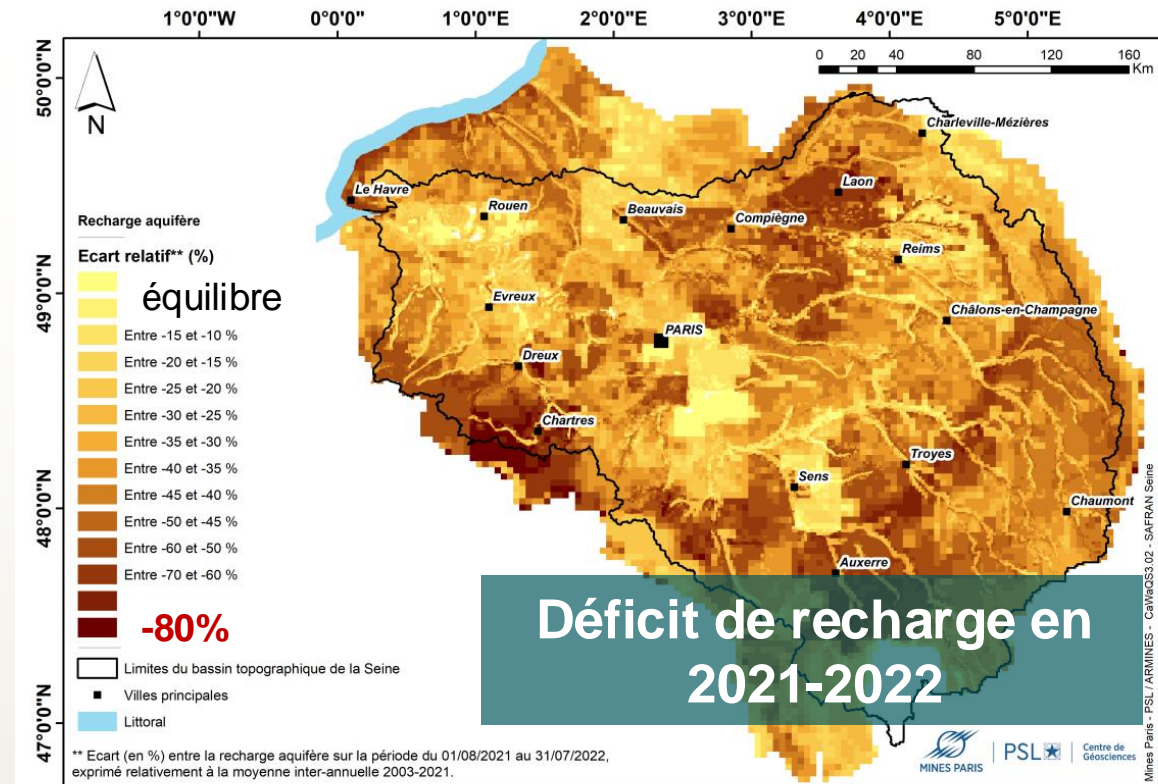 1°0'0"W 0°0'0" 1°0'0"E 2°0'0"E 3°0'0"E 4°0'0"E 5°0'0"E
50°0'0"N
49°0'0"N
48°0'0"N
47°0'0"N
N
0 20 40 80 120 160
Km
Charleville-Mézières
Le Havre
Laon
Rouen
Beauvais
Compiègne
Reims
Evreux
Châlons-en-Champagne
PARIS
Dreux
Chartres
Troyes
Sens
Chaumont
Auxerre
Recharge aquifère
Ecart relatif** (%)
équilibre
Entre -15 et -10 %
Entre -20 et -15 %
Entre -25 et -20 %
Entre -30 et -25 %
Entre -35 et -30 %
Entre -40 et -35 %
Entre -45 et -40 %
Entre -50 et -45 %
Entre -60 et -50 %
Entre -70 et -60 %
-80%
Limites du bassin topographique de la Seine
Villes principales
Littoral
** Ecart (en %) entre la recharge aquifère sur la période du 01/08/2021 au 31/07/2022,
exprimé relativement à la moyenne inter-annuelle 2003-2021.
Déficit de recharge en
2021-2022
MINES PARIS
PSL
Centre de
Géosciences
Mines Paris - PSL / ARMINES - CaWaQS3.02 - SAFRAN Seine